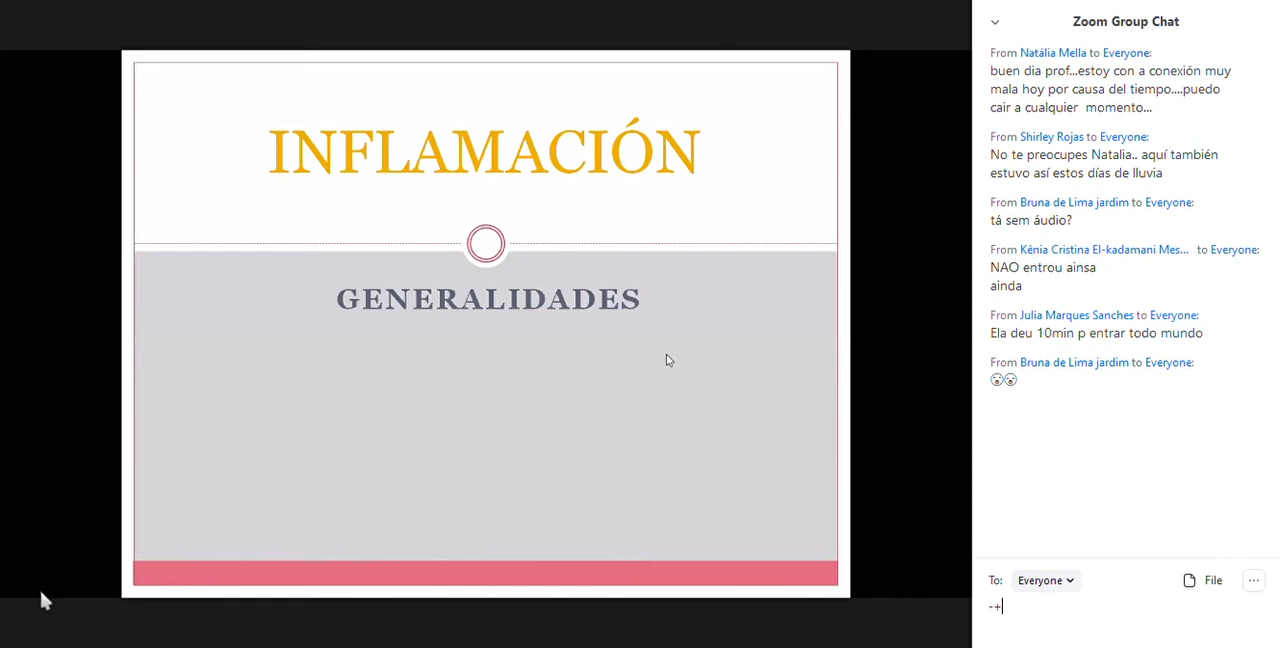 INFLAMACIÓN
GENERALIDADES
Zoom Group Chat
From Natália Mella to Everyone:
buen dia prof...estoy con a conexión muy
mala hoy por causa del tiempo....puedo
cair a cualquier momento...
From Shirley Rojas to Everyone:
No te preocupes Natalia.. aquí también
estuvo así estos días de lluvia
From Bruna de Lima jardim to Everyone:
tá sem áudio?
From Kênia Cristina El-kadamani Mes... to Everyone:
NAO entrou ainsa
ainda
From Julia Marques Sanches to Everyone:
Ela deu 10min p entrar todo mundo
From Bruna de Lima jardim to Everyone:
😮😮
To: Everyone File ...
-+